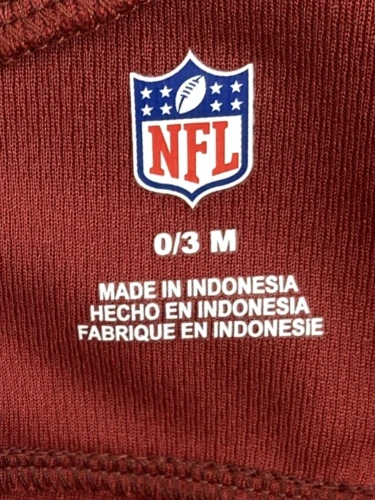 NFL
0/3 M
MADE IN INDONESIA
HECHO EN INDONESIA
FABRIQUE EN INDONESIE